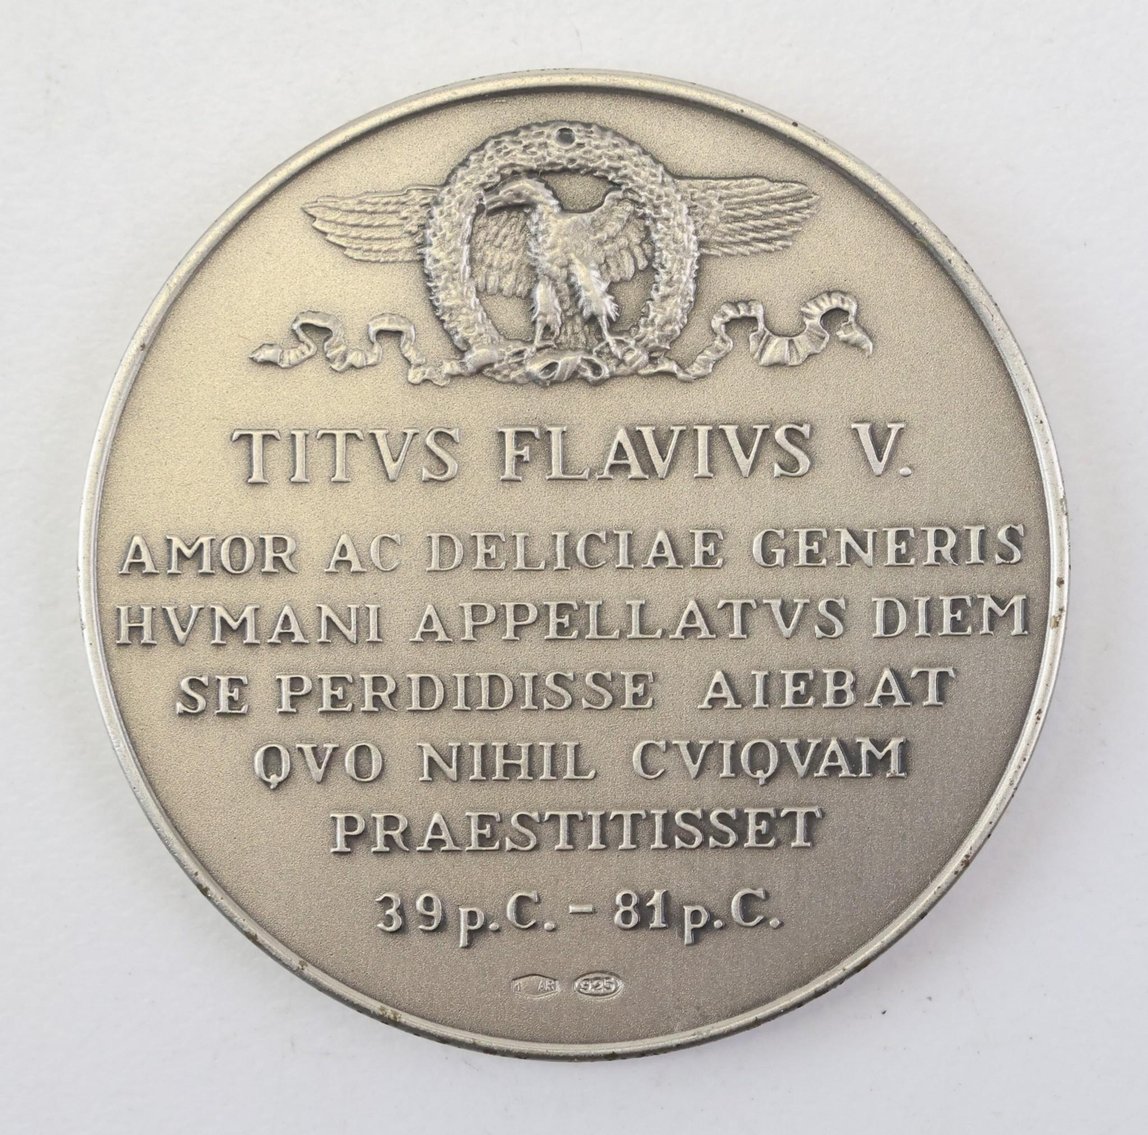 TITVS FLAVIVS V.
AMOR AC DELICIAE GENERIS
HVMANI APPELLATVS DIEM
SE PERDIDISSE AIEBAT
QVO NIHIL CVIQVAM
PRAESTITISSET
39 p.C. – 81 p.C.
925